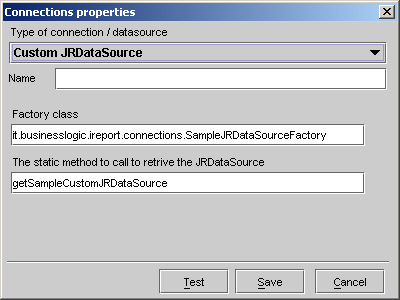 Connections properties
Type of connection / datasource
Custom JRDataSource
Name
Factory class
it.businesslogic.ireport.connections.SampleJRDataSourceFactory
The static method to call to retrive the JRDataSource
getSampleCustomJRDataSource
Test Save Cancel